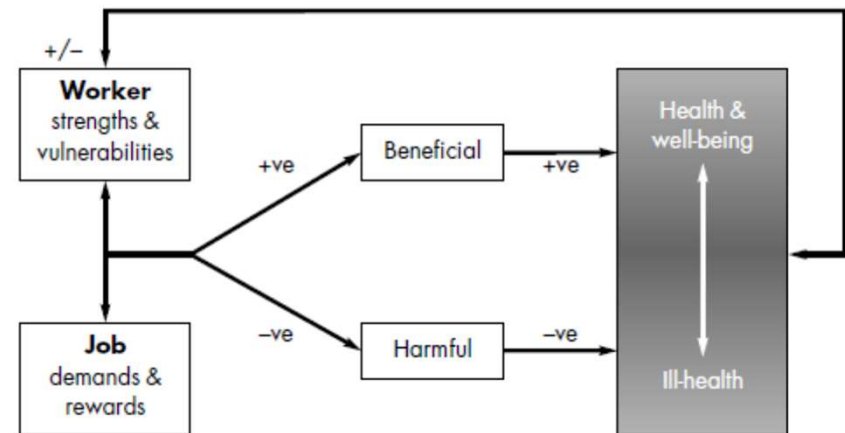 +/–
Worker
strengths &
vulnerabilities
+ve
Beneficial
+ve
Health &
well-being
–ve
Harmful
–ve
Ill-health
Job
demands &
rewards